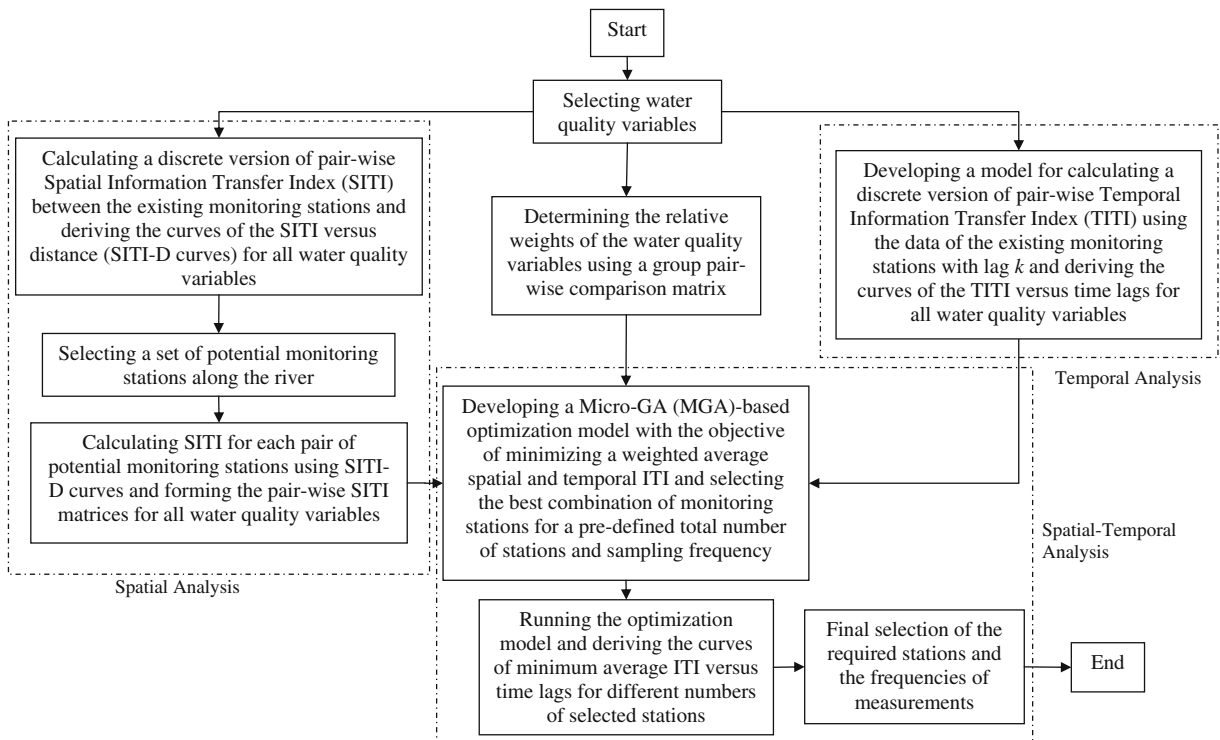 Start
Selecting water
quality variables
Calculating a discrete version of pair-wise
Spatial Information Transfer Index (SITI)
between the existing monitoring stations and
deriving the curves of the SITI versus
distance (SITI-D curves) for all water quality
variables
Selecting a set of potential monitoring
stations along the river
Calculating SITI for each pair of
potential monitoring stations using SITI-
D curves and forming the pair-wise SITI
matrices for all water quality variables
Spatial Analysis
Determining the relative
weights of the water quality
variables using a group pair-
wise comparison matrix
Developing a model for calculating a
discrete version of pair-wise Temporal
Information Transfer Index (TITI) using
the data of the existing monitoring
stations with lag k and deriving the
curves of the TITI versus time lags for
all water quality variables
Temporal Analysis
Developing a Micro-GA (MGA)-based
optimization model with the objective
of minimizing a weighted average
spatial and temporal ITI and selecting
the best combination of monitoring
stations for a pre-defined total number
of stations and sampling frequency
Spatial-Temporal
Analysis
Running the optimization
model and deriving the curves
of minimum average ITI versus
time lags for different numbers
of selected stations
Final selection of the
required stations and
the frequencies of
measurements
End